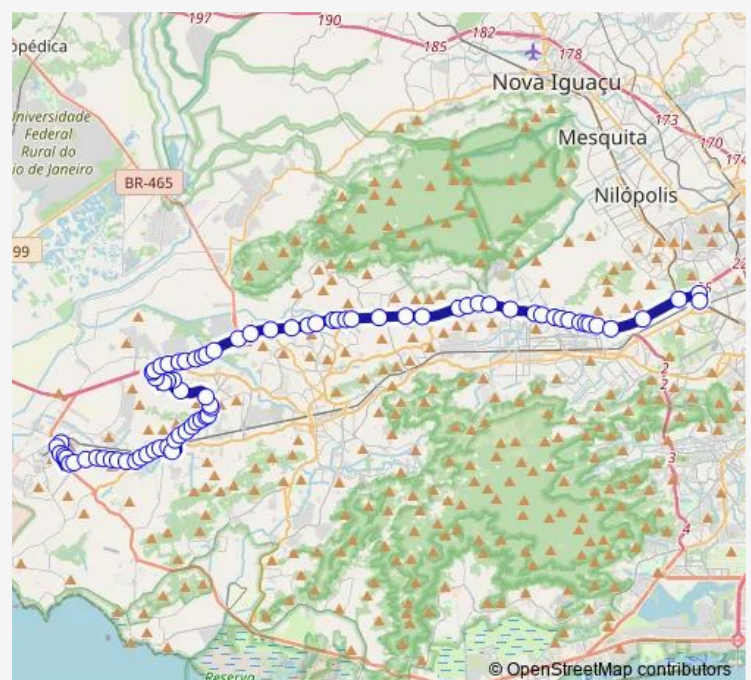 197
190
182
185
178
opédica
Nova Iguaçu
173
Universidade
Federal
Rural do
io de Janeiro
Mesquita
170
174
BR-465
Nilópolis
99
22
2
2
3
4
Reserva
© OpenStreetMap contributors